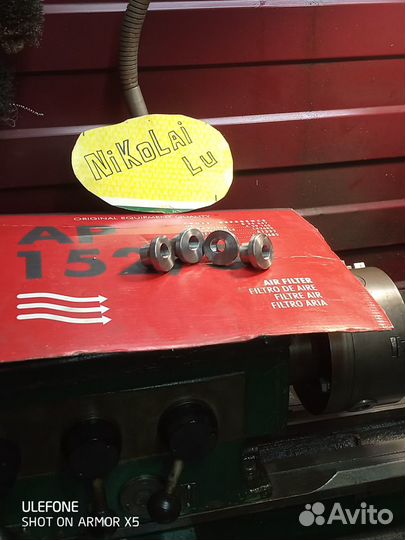 NiKoLai
Lu
ORIGINAL EQUIPMENT QUALITY
AP
152
AIR FILTER
FILTRO DE AIRE
FILTRE AIR
FILTRO ARIA
ULEFONE
SHOT ON ARMOR X5
Avito